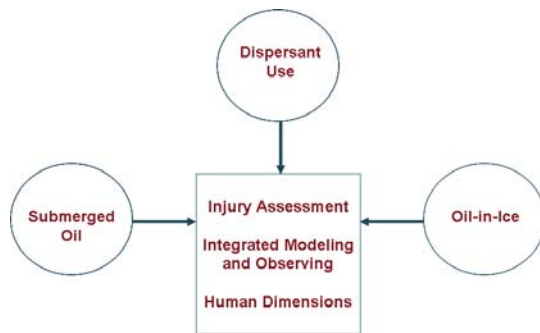 Dispersant
Use
Submerged
Oil
Injury Assessment
Integrated Modeling
and Observing
Human Dimensions
Oil-in-Ice